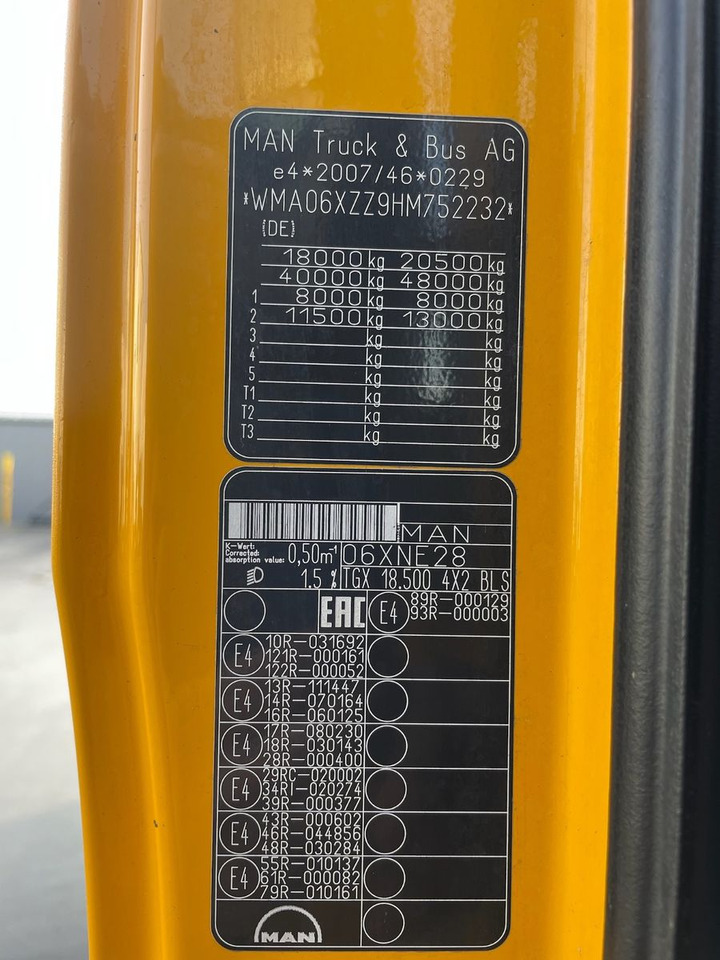 MAN Truck & Bus AG
e4*2007/46*0229
*WMA06XZZ9HM752232*
(DE)
18000 kg 20500 kg
40000 kg 48000 kg
1 8000 kg 8000 kg
2 11500 kg 13000 kg
3 kg kg
4 kg kg
5 kg kg
T1 kg kg
T2 kg kg
T3 kg kg
MAN
K-Wert:
Corrected:
absorption value: 0,50m⁻¹ 06XNE28
1,5 % TGX 18.500 4X2 BLS
EAC E4 89R-000129
93R-000003
E4 10R-031692
121R-000161
122R-000052
E4 13R-111447
14R-070164
16R-060125
E4 17R-080230
18R-030143
28R-000400
E4 29RC-020002
34RI-020274
39R-000377
E4 43R-000602
46R-044856
48R-030284
E4 55R-010137
61R-000082
79R-010161
MAN